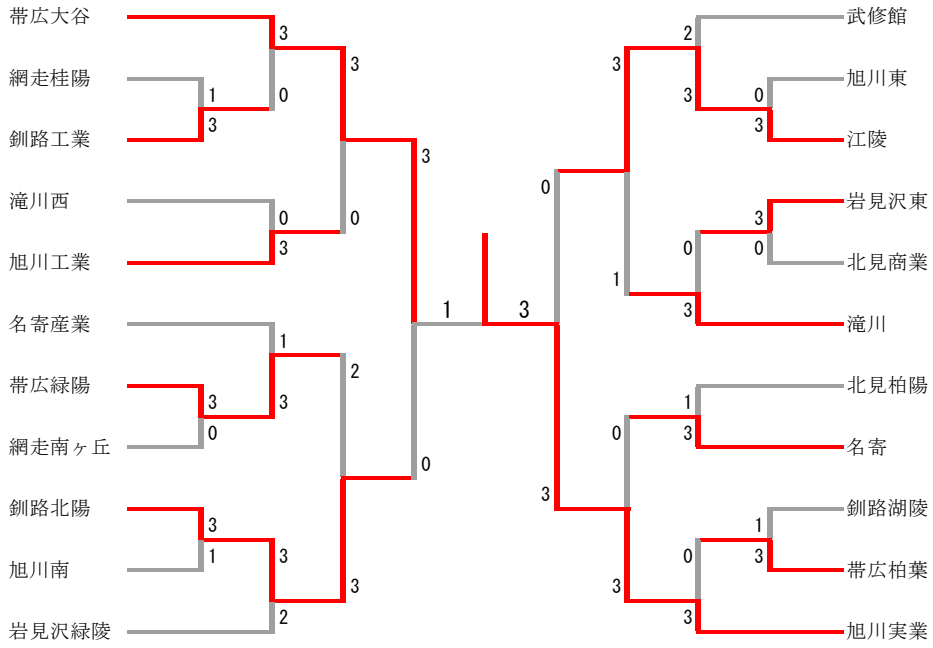 帯広大谷
網走桂陽
釧路工業
滝川西
旭川工業
名寄産業
帯広緑陽
網走南ヶ丘
釧路北陽
旭川南
岩見沢緑陵
3
0
1
3
3
0
0
3
3
1
3
3
0
2
0
3
1
3
2
3
1
3
0
3
2
3
0
3
3
0
0
3
1
1
3
0
1
3
0
3
3
武修館
旭川東
江陵
岩見沢東
北見商業
滝川
北見柏陽
名寄
釧路湖陵
帯広柏葉
旭川実業